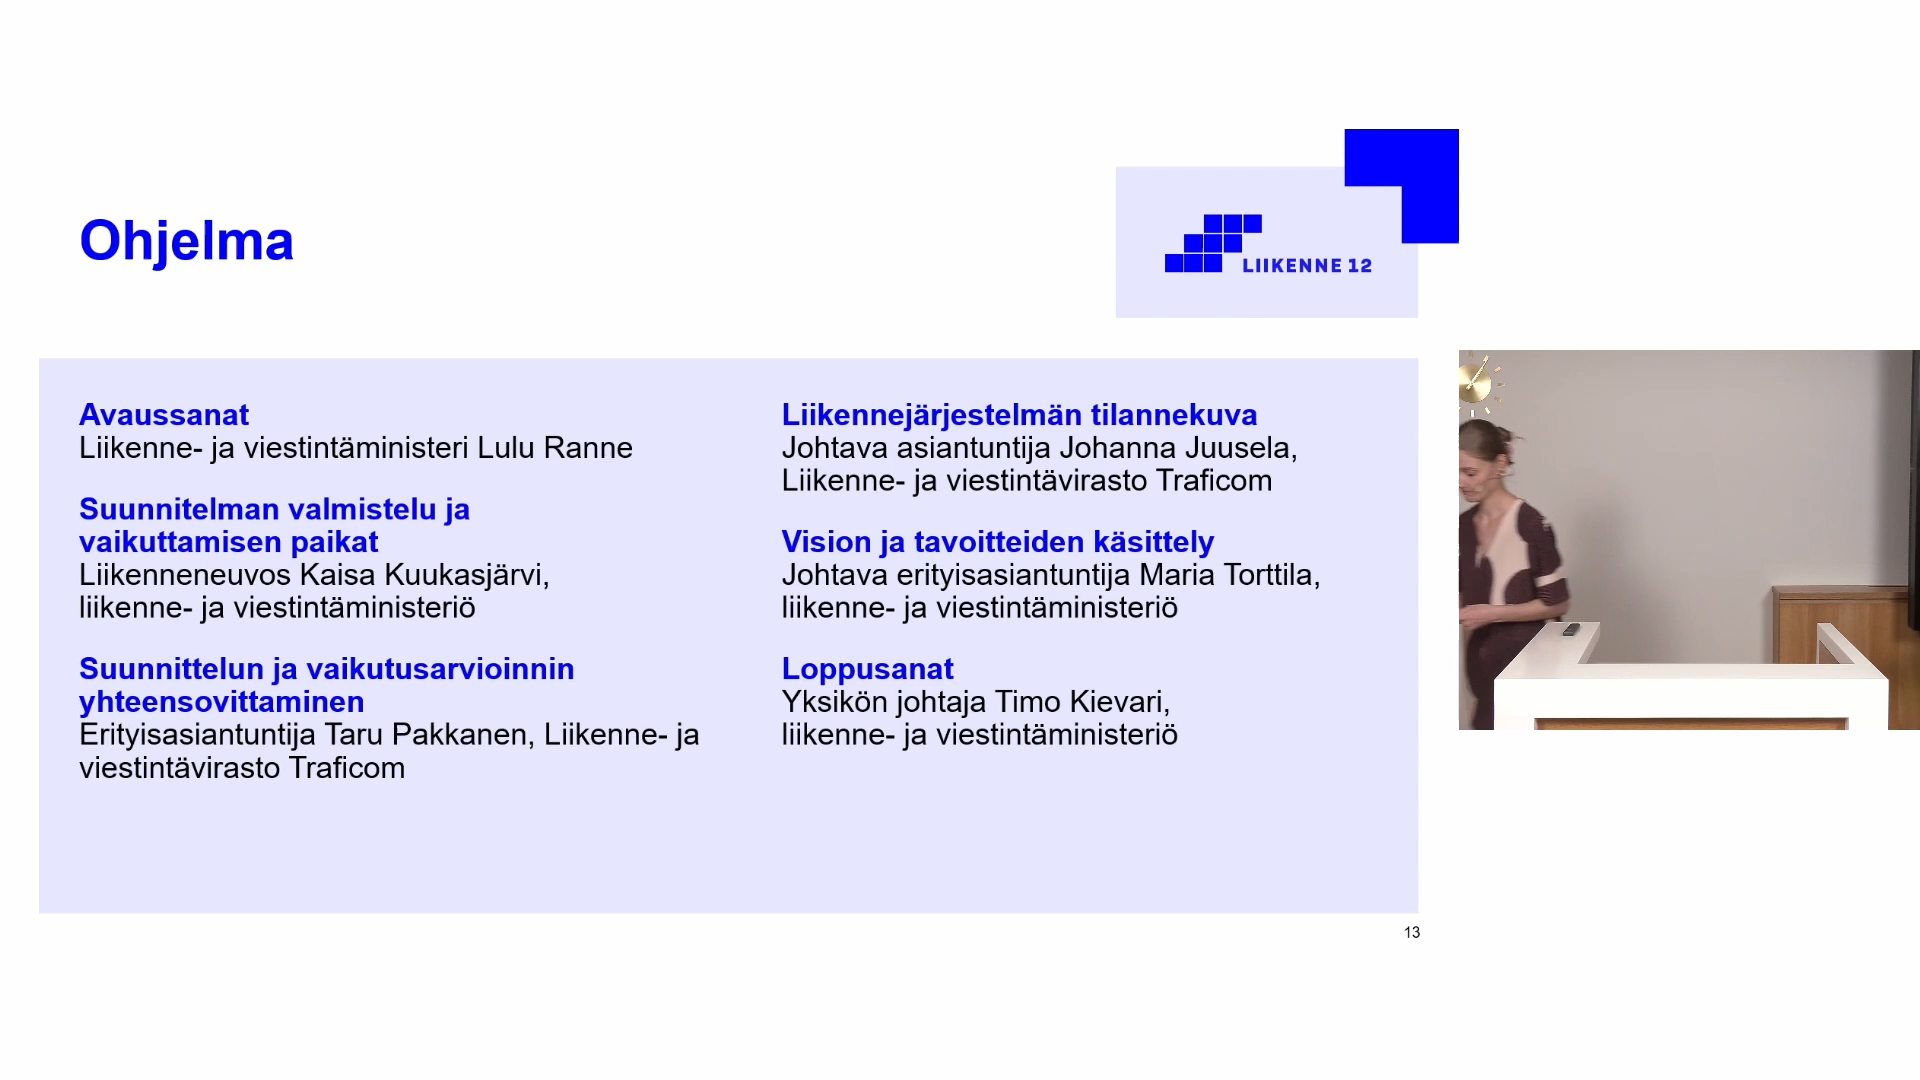 Ohjelma
LIIKENNE 12
Avaussanat
Liikenne- ja viestintäministeri Lulu Ranne
Suunnitelman valmistelu ja
vaikuttamisen paikat
Liikenneneuvos Kaisa Kuukasjärvi,
liikenne- ja viestintäministeriö
Suunnittelun ja vaikutusarvioinnin
yhteensovittaminen
Erityisasiantuntija Taru Pakkanen, Liikenne- ja
viestintävirasto Traficom
Liikennejärjestelmän tilannekuva
Johtava asiantuntija Johanna Juusela,
Liikenne- ja viestintävirasto Traficom
Vision ja tavoitteiden käsittely
Johtava erityisasiantuntija Maria Torttila,
liikenne- ja viestintäministeriö
Loppusanat
Yksikön johtaja Timo Kievari,
liikenne- ja viestintäministeriö
13